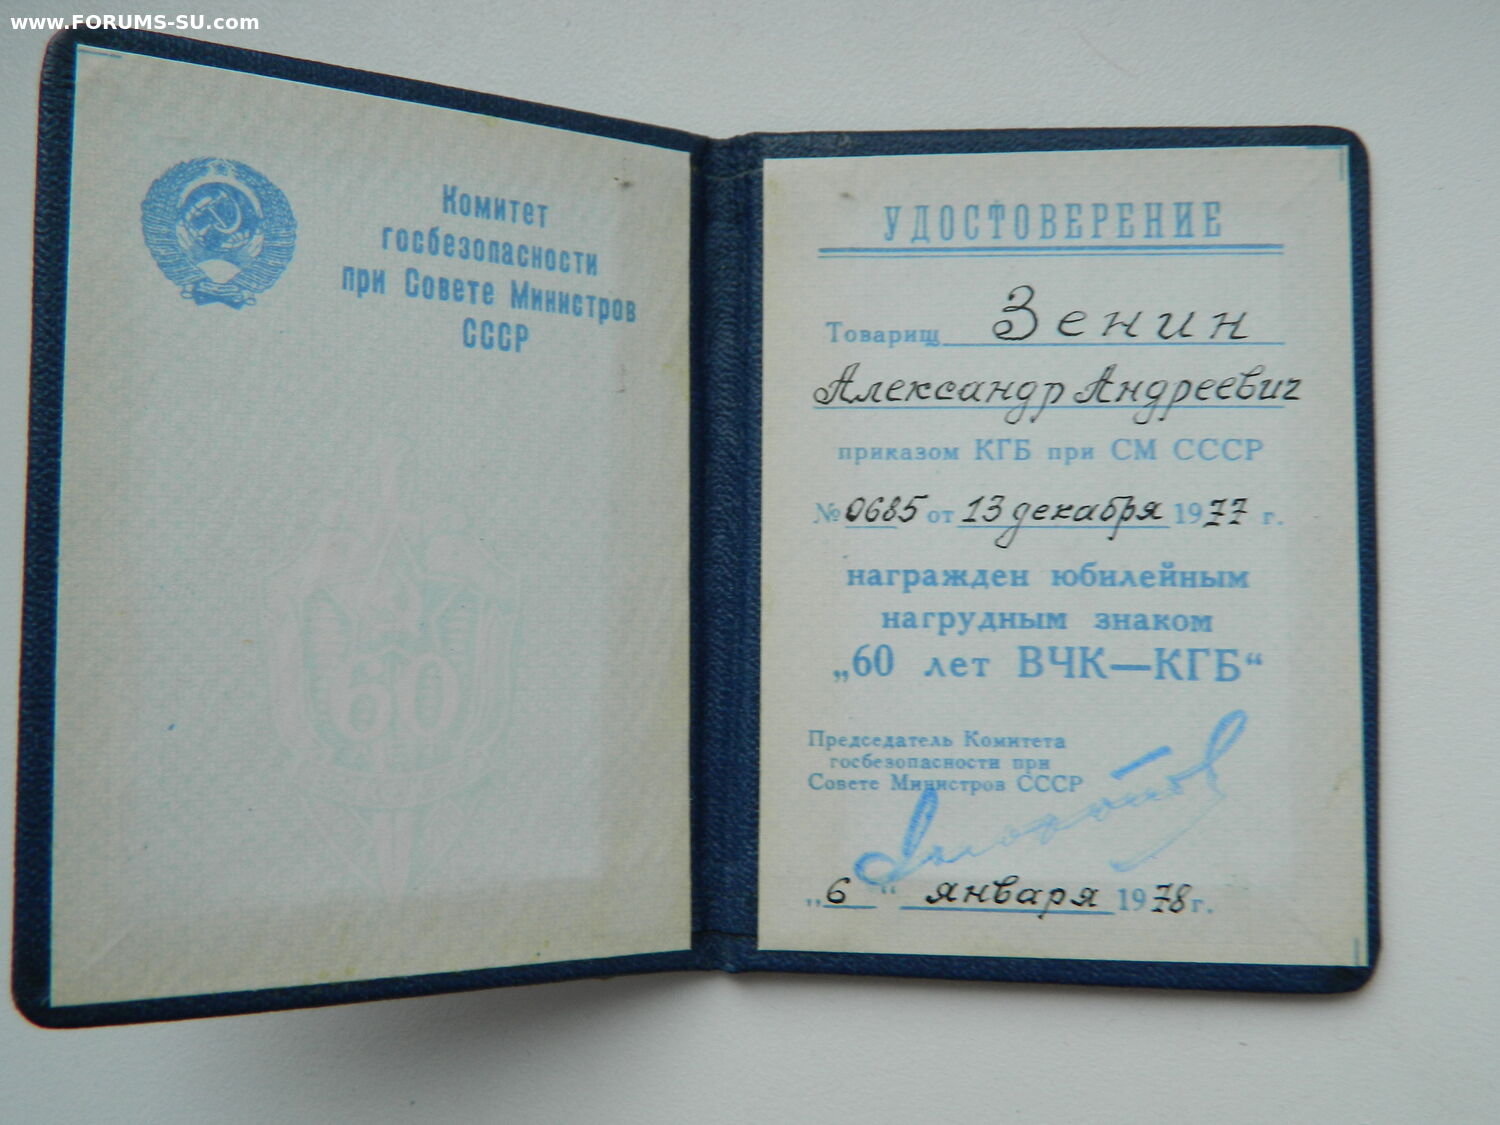 www.FORUMS-SU.com
Комитет
госбезопасности
при Совете Министров
СССР
60
УДОСТОВЕРЕНИЕ
Товарищ Зенин
Александр Андреевич
приказом КГБ при СМ СССР
№ 0685 от 13 декабря 1977 г.
награжден юбилейным
нагрудным знаком
„60 лет ВЧК—КГБ“
Председатель Комитета
госбезопасности при
Совете Министров СССР
„6“ января 1978 г.